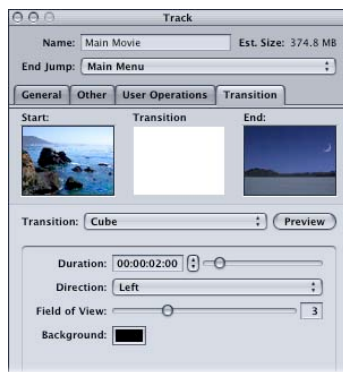 Track
Name: Main Movie Est. Size: 374.8 MB
End Jump: Main Menu
General Other User Operations Transition
Start: Transition End:
Transition: Cube Preview
Duration: 00:00:02:00
Direction: Left
Field of View: 3
Background: